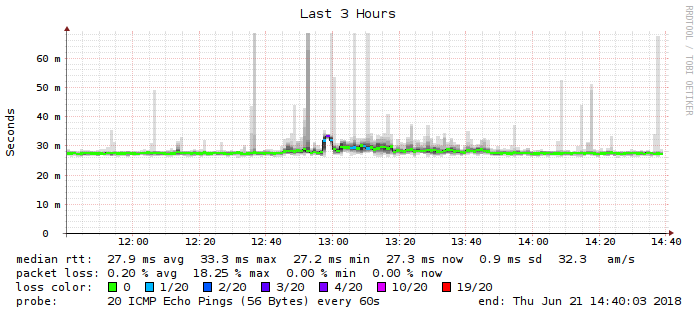 Last 3 Hours
RRDTOOL / TOBI OETIKER
Seconds
60 m
50 m
40 m
30 m
20 m
10 m
0
12:00 12:20 12:40 13:00 13:20 13:40 14:00 14:20 14:40
median rtt: 27.9 ms avg 33.3 ms max 27.2 ms min 27.3 ms now 0.9 ms sd 32.3 am/s
packet loss: 0.20 % avg 18.25 % max 0.00 % min 0.00 % now
loss color: 0 1/20 2/20 3/20 4/20 10/20 19/20
probe: 20 ICMP Echo Pings (56 Bytes) every 60s end: Thu Jun 21 14:40:03 2018